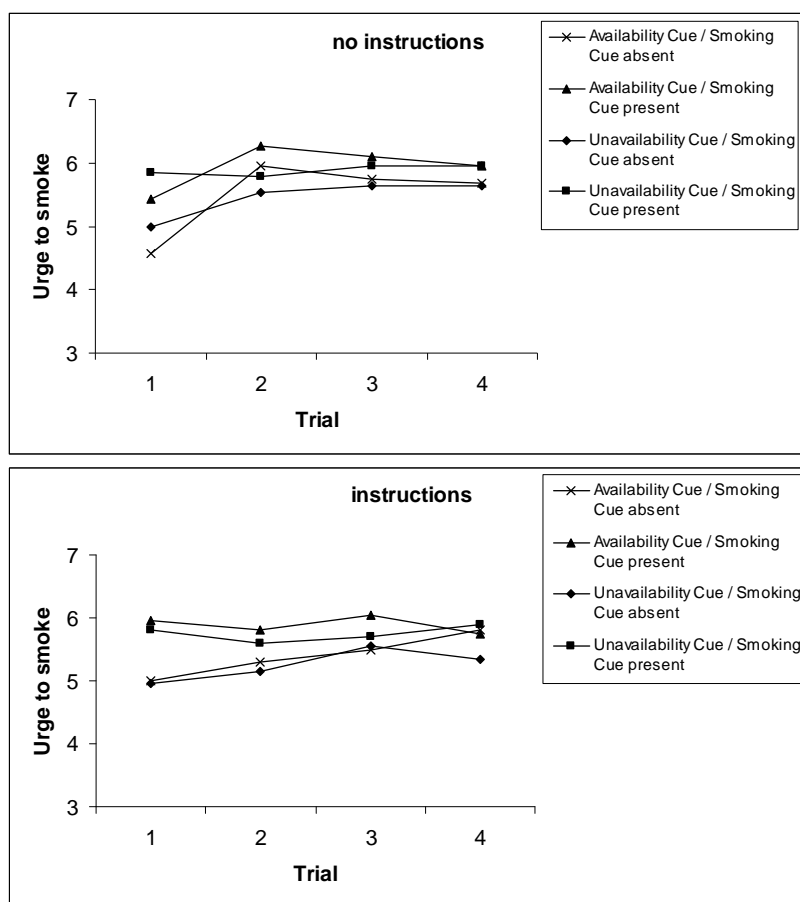 no instructions
Availability Cue / Smoking
Cue absent
Availability Cue / Smoking
Cue present
Unavailability Cue / Smoking
Cue absent
Unavailability Cue / Smoking
Cue present
Urge to smoke
7
6
5
4
3
1 2 3 4
Trial
instructions
Availability Cue / Smoking
Cue absent
Availability Cue / Smoking
Cue present
Unavailability Cue / Smoking
Cue absent
Unavailability Cue / Smoking
Cue present
Urge to smoke
7
6
5
4
3
1 2 3 4
Trial